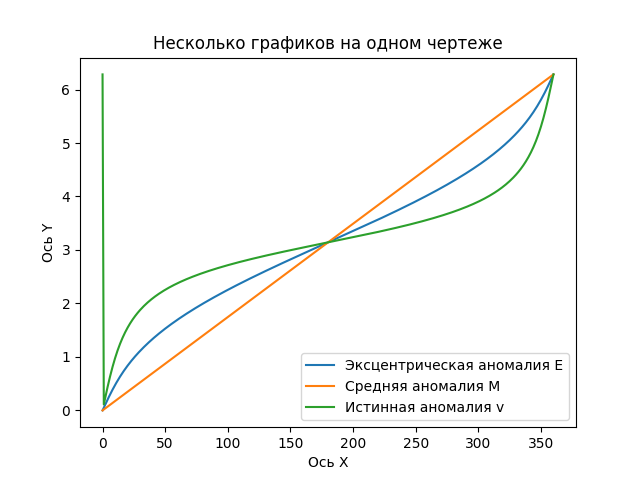 Несколько графиков на одном чертеже
Ось Y
6
5
4
3
2
1
0
Эксцентрическая аномалия E
Средняя аномалия M
Истинная аномалия v
0 50 100 150 200 250 300 350
Ось X